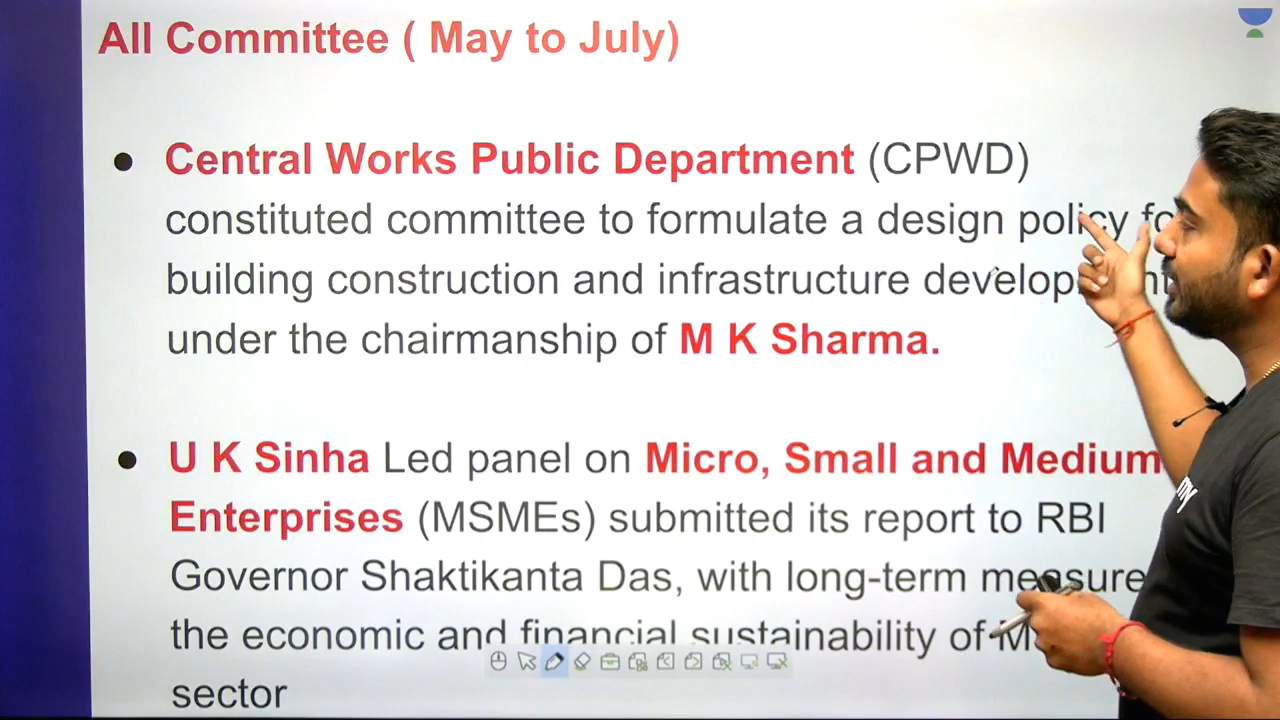 All Committee ( May to July)
● Central Works Public Department (CPWD)
constituted committee to formulate a design policy
building construction and infrastructure
under the chairmanship of M K Sharma.
● U K Sinha Led panel on Micro, Small and Medium
Enterprises (MSMEs) submitted its report to RBI
Governor Shaktikanta Das, with long-term measure
the economic and financial sustainability of
sector